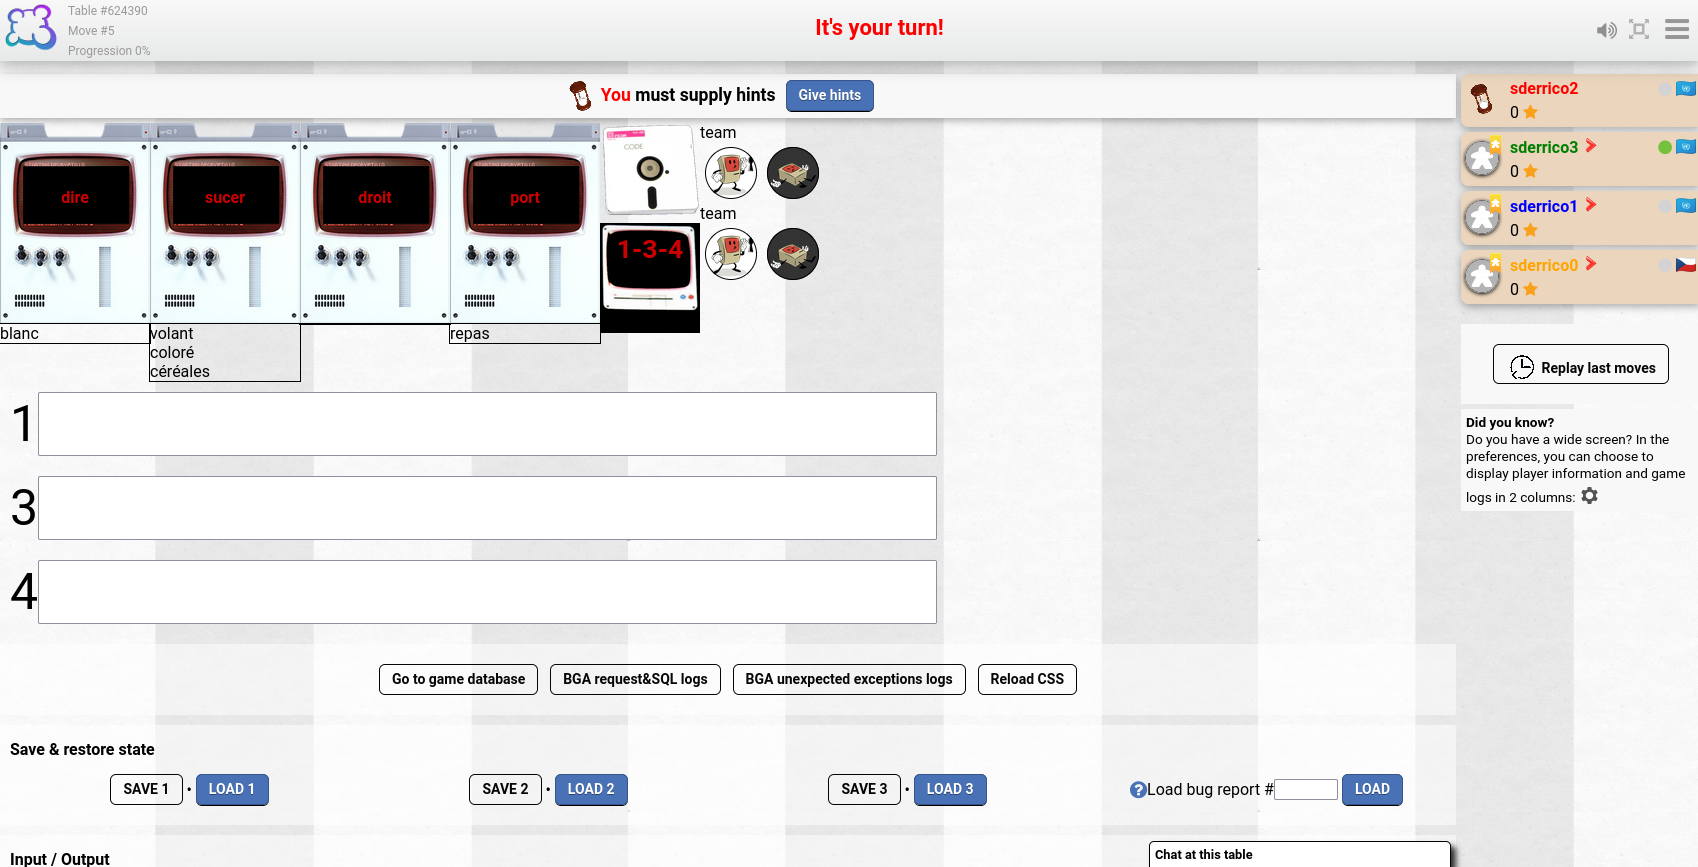 Table #624390
Move #5
Progression 0%
It's your turn!
You must supply hints
Give hints
dire
sucer
droit
port
CODE
1-3-4
team
team
blanc
volant
coloré
céréales
repas
1
3
4
sderrico2
0
sderrico3
0
sderrico1
0
sderrico0
0
Replay last moves
Did you know?
Do you have a wide screen? In the
preferences, you can choose to
display player information and game
logs in 2 columns:
Go to game database
BGA request&SQL logs
BGA unexpected exceptions logs
Reload CSS
Save & restore state
SAVE 1 • LOAD 1
SAVE 2 • LOAD 2
SAVE 3 • LOAD 3
Load bug report #
LOAD
Input / Output
Chat at this table